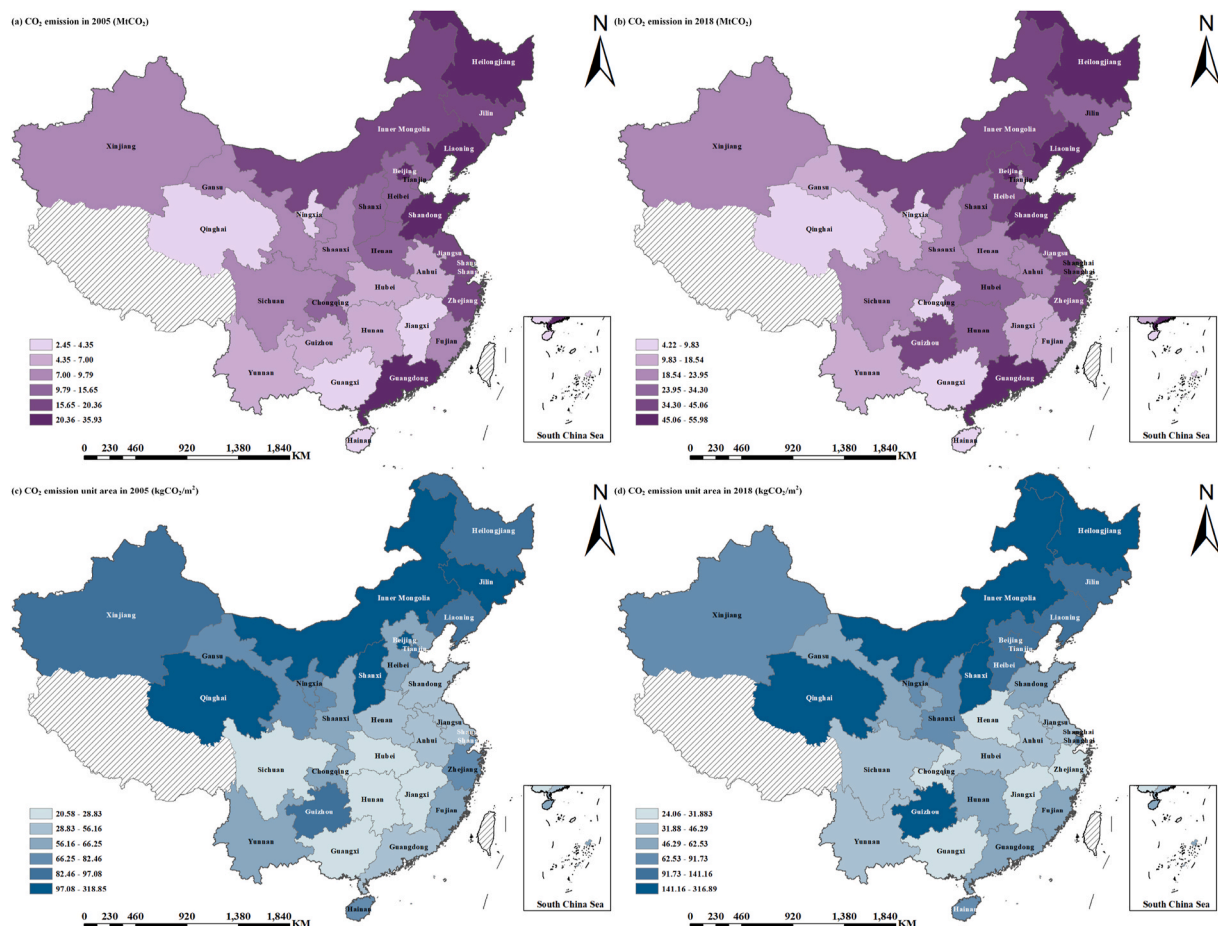 (a) CO₂ emission in 2005 (MtCO₂)
N
Heilongjiang
Jilin
Inner Mongolia
Liaoning
Xinjiang
Beijing
Tianjin
Gansu
Heibei
Ningxia
Shanxi
Shandong
Qinghai
Shaanxi
Henan
Jiangsu
Shang
Shang
Anhui
Hubei
Sichuan
Chongqing
Zhejiang
Hunan
Jiangxi
Guizhou
Fujian
Yunnan
Guangxi
Guangdong
Hainan
2.45 - 4.35
4.35 - 7.00
7.00 - 9.79
9.79 - 15.65
15.65 - 20.36
20.36 - 35.93
South China Sea
0 230 460 920 1,380 1,840
KM
(b) CO₂ emission in 2018 (MtCO₂)
N
Heilongjiang
Jilin
Inner Mongolia
Liaoning
Xinjiang
Beijing
Tianjin
Gansu
Heibei
Ningxia
Shanxi
Shandong
Qinghai
Shaanxi
Henan
Jiangsu
Shanghai
Shanghai
Anhui
Hubei
Sichuan
Chongqing
Zhejiang
Hunan
Jiangxi
Guizhou
Fujian
Yunnan
Guangxi
Guangdong
Hainan
4.22 - 9.83
9.83 - 18.54
18.54 - 23.95
23.95 - 34.30
34.30 - 45.06
45.06 - 55.98
South China Sea
0 230 460 920 1,380 1,840
KM
(c) CO₂ emission unit area in 2005 (kgCO₂/m²)
N
Heilongjiang
Jilin
Inner Mongolia
Liaoning
Xinjiang
Beijing
Tianjin
Gansu
Heibei
Ningxia
Shanxi
Shandong
Qinghai
Shaanxi
Henan
Jiangsu
Shang
Shang
Anhui
Hubei
Sichuan
Chongqing
Zhejiang
Hunan
Jiangxi
Guizhou
Fujian
Yunnan
Guangxi
Guangdong
Hainan
20.58 - 28.83
28.83 - 56.16
56.16 - 66.25
66.25 - 82.46
82.46 - 97.08
97.08 - 318.85
South China Sea
0 230 460 920 1,380 1,840
KM
(d) CO₂ emission unit area in 2018 (kgCO₂/m²)
N
Heilongjiang
Jilin
Inner Mongolia
Liaoning
Xinjiang
Beijing
Tianjin
Gansu
Heibei
Ningxia
Shanxi
Shandong
Qinghai
Shaanxi
Henan
Jiangsu
Shanghai
Shanghai
Anhui
Hubei
Sichuan
Chongqing
Zhejiang
Hunan
Jiangxi
Guizhou
Fujian
Yunnan
Guangxi
Guangdong
Hainan
24.06 - 31.883
31.88 - 46.29
46.29 - 62.53
62.53 - 91.73
91.73 - 141.16
141.16 - 316.89
South China Sea
0 230 460 920 1,380 1,840
KM